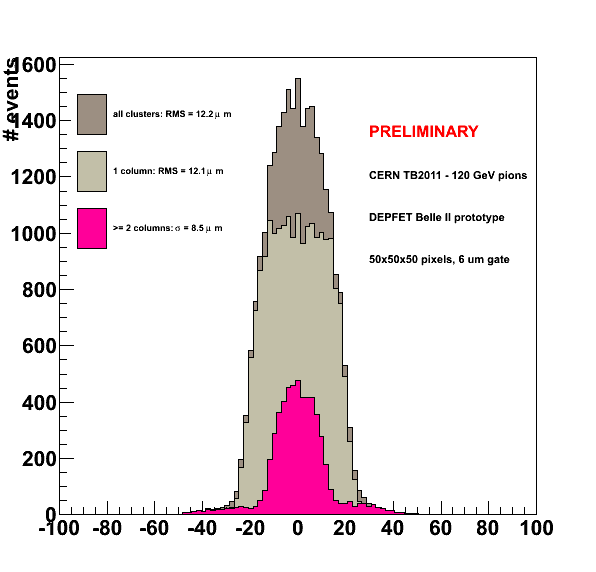 # events
1600
1400
1200
1000
800
600
400
200
0
-100 -80 -60 -40 -20 0 20 40 60 80 100
all clusters: RMS = 12.2 μ m
1 column: RMS = 12.1 μ m
>= 2 columns: σ = 8.5 μ m
PRELIMINARY
CERN TB2011 - 120 GeV pions
DEPFET Belle II prototype
50x50x50 pixels, 6 um gate